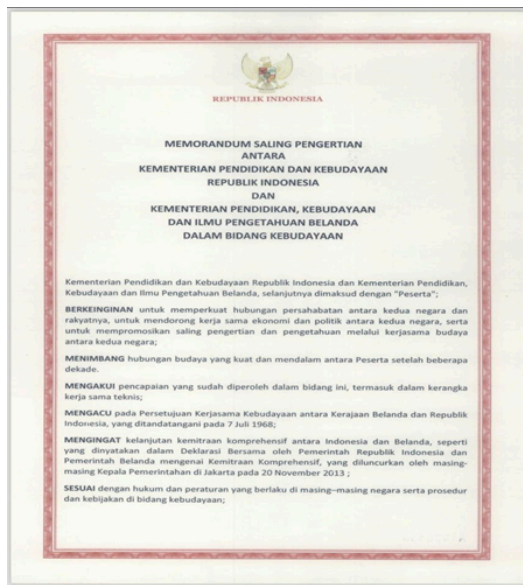 REPUBLIK INDONESIA
MEMORANDUM SALING PENGERTIAN
ANTARA
KEMENTERIAN PENDIDIKAN DAN KEBUDAYAAN
REPUBLIK INDONESIA
DAN
KEMENTERIAN PENDIDIKAN, KEBUDAYAAN
DAN ILMU PENGETAHUAN BELANDA
DALAM BIDANG KEBUDAYAAN
Kementerian Pendidikan dan Kebudayaan Republik Indonesia dan Kementerian Pendidikan,
Kebudayaan dan Ilmu Pengetahuan Belanda, selanjutnya dimaksud dengan "Peserta";
BERKEINGINAN untuk memperkuat hubungan persahabatan antara kedua negara dan
rakyatnya, untuk mendorong kerja sama ekonomi dan politik antara kedua negara, serta
untuk mempromosikan saling pengertian dan pengetahuan melalui kerjasama budaya
antara kedua negara;
MENIMBANG hubungan budaya yang kuat dan mendalam antara Peserta setelah beberapa
dekade.
MENGAKUI pencapaian yang sudah diperoleh dalam bidang ini, termasuk dalam kerangka
kerja sama teknis;
MENGACU pada Persetujuan Kerjasama Kebudayaan antara Kerajaan Belanda dan Republik
Indonesia, yang ditandatangani pada 7 Juli 1968;
MENGINGAT kelanjutan kemitraan komprehensif antara Indonesia dan Belanda, seperti
yang dinyatakan dalam Deklarasi Bersama oleh Pemerintah Republik Indonesia dan
Pemerintah Belanda mengenai Kemitraan Komprehensif, yang diluncurkan oleh masing-
masing Kepala Pemerintahan di Jakarta pada 20 November 2013 ;
SESUAI dengan hukum dan peraturan yang berlaku di masing–masing negara serta prosedur
dan kebijakan di bidang kebudayaan;